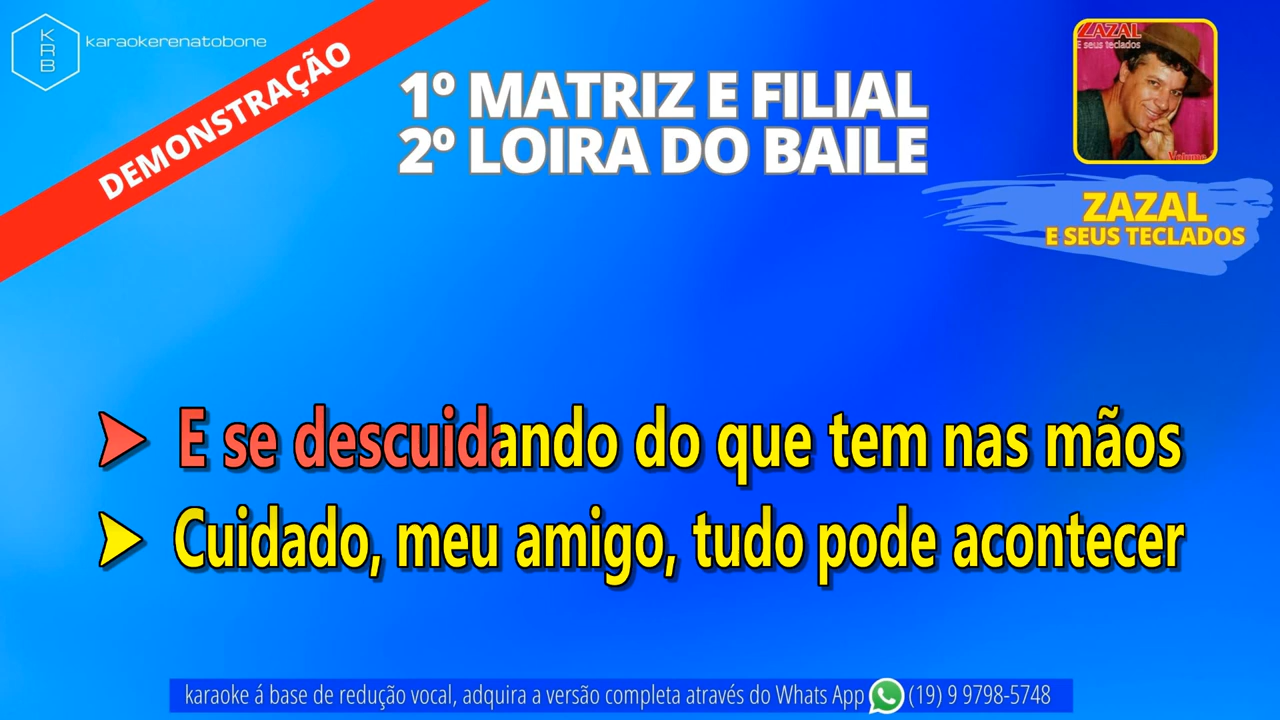 KRB
karaokerenatobone
DEMONSTRAÇÃO
1º MATRIZ E FILIAL
2º LOIRA DO BAILE
ZAZAL
E seus teclados
Volume
ZAZAL
E SEUS TECLADOS
E se descuidando do que tem nas mãos
Cuidado, meu amigo, tudo pode acontecer
karaoke á base de redução vocal, adquira a versão completa através do Whats App (19) 9 9798-5748